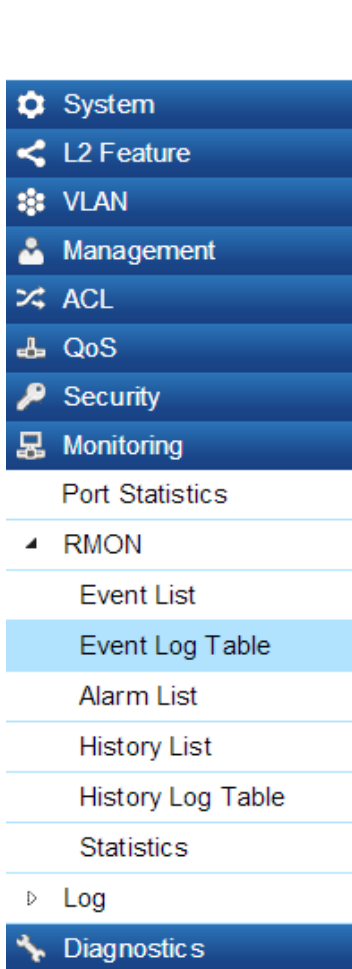 System
L2 Feature
VLAN
Management
ACL
QoS
Security
Monitoring
Port Statistics
RMON
Event List
Event Log Table
Alarm List
History List
History Log Table
Statistics
Log
Diagnostics